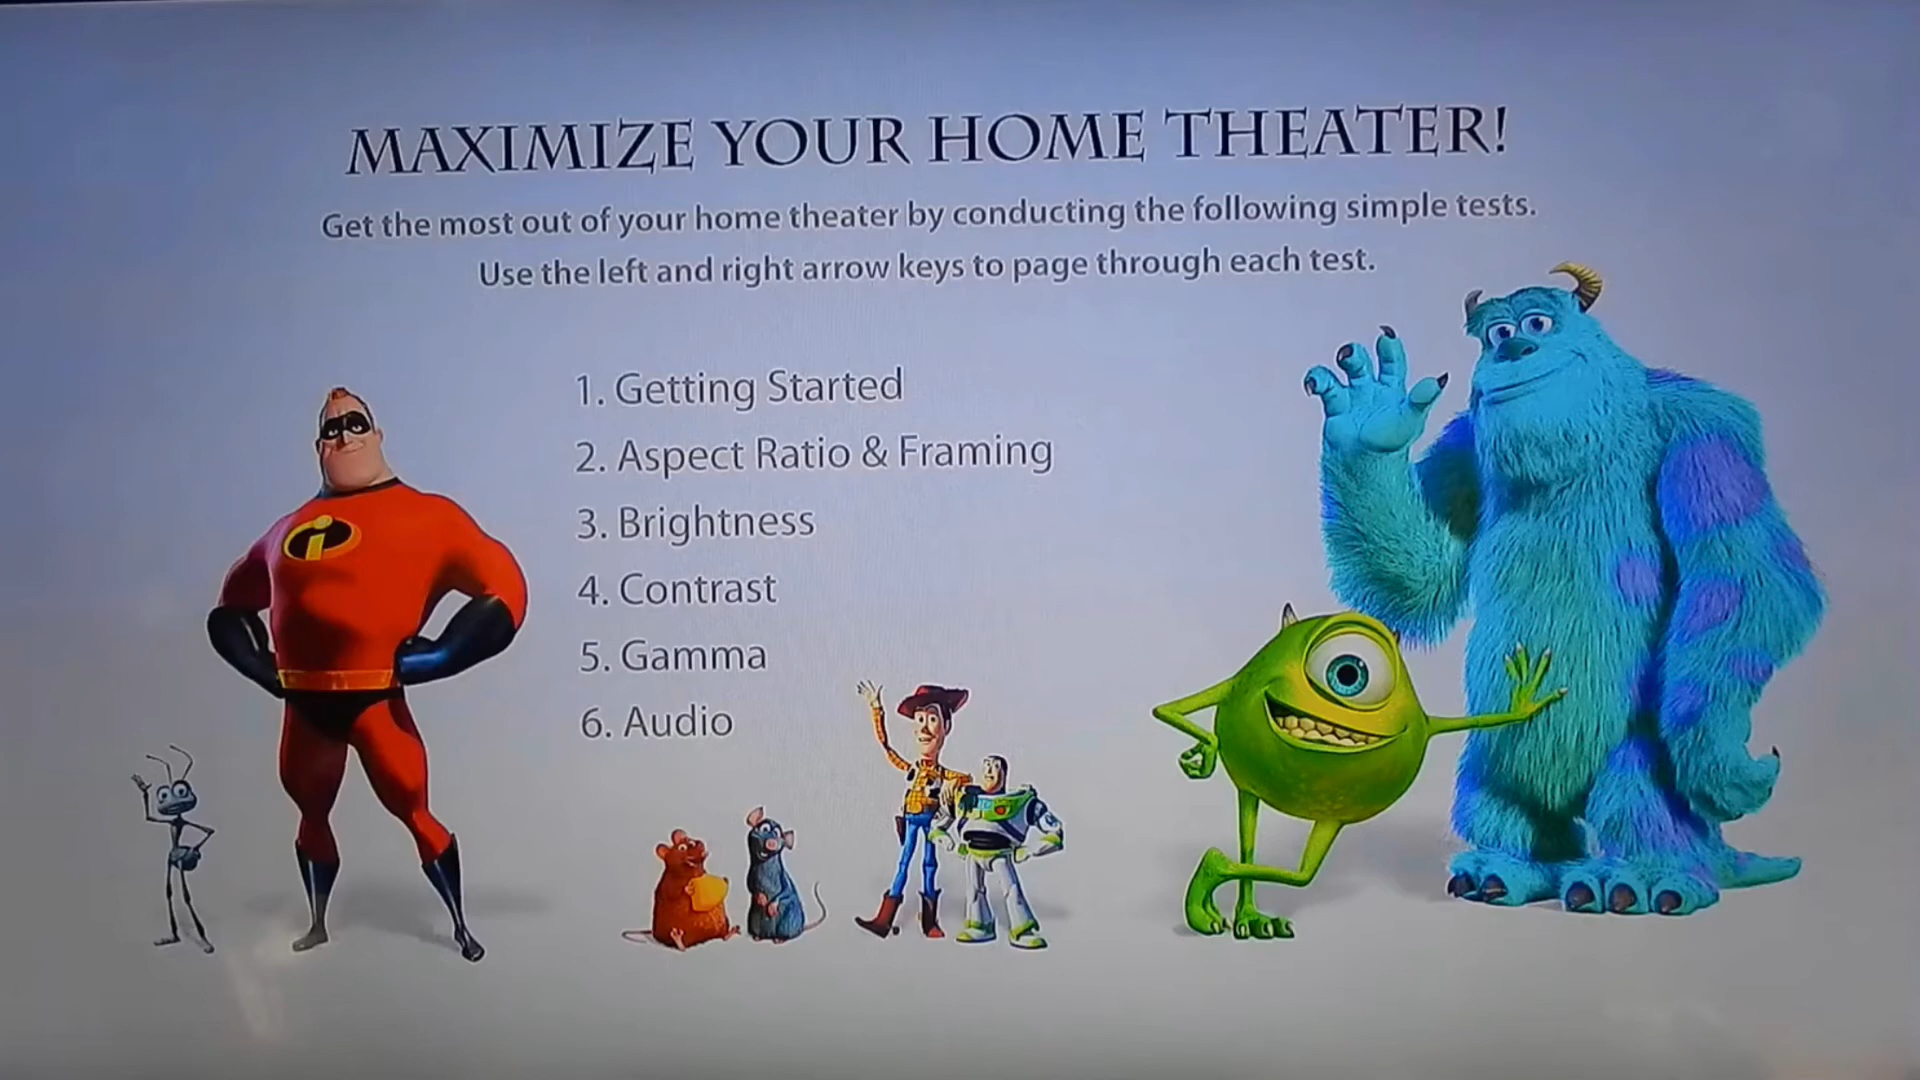 MAXIMIZE YOUR HOME THEATER!
Get the most out of your home theater by conducting the following simple tests.
Use the left and right arrow keys to page through each test.
1. Getting Started
2. Aspect Ratio & Framing
3. Brightness
4. Contrast
5. Gamma
6. Audio